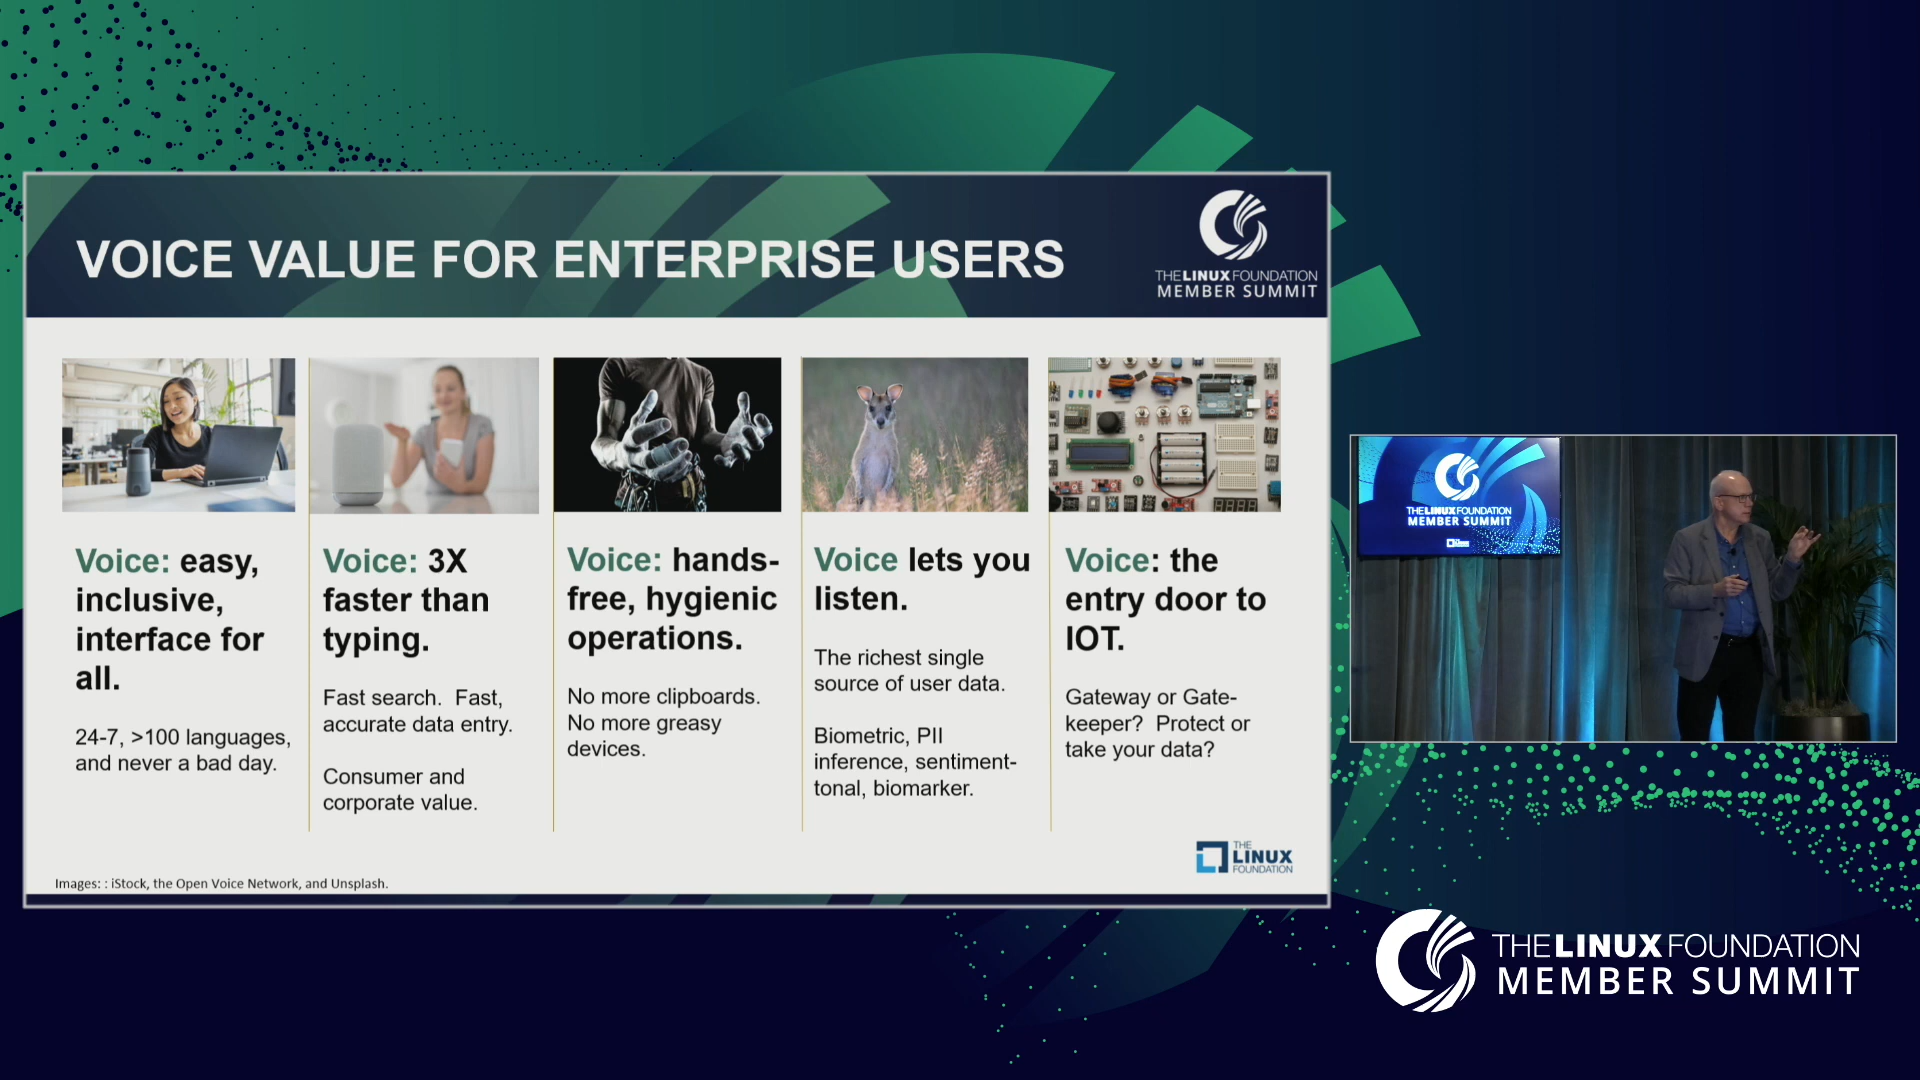 VOICE VALUE FOR ENTERPRISE USERS
THE LINUX FOUNDATION
MEMBER SUMMIT
Voice: easy,
inclusive,
interface for
all.
24-7, >100 languages,
and never a bad day.
Voice: 3X
faster than
typing.
Fast search.  Fast,
accurate data entry.
Consumer and
corporate value.
Voice: hands-
free, hygienic
operations.
No more clipboards.
No more greasy
devices.
Voice lets you
listen.
The richest single
source of user data.
Biometric, PII
inference, sentiment-
tonal, biomarker.
Voice: the
entry door to
IOT.
Gateway or Gate-
keeper?  Protect or
take your data?
THE
LINUX
FOUNDATION
Images: : iStock, the Open Voice Network, and Unsplash.
THE LINUX FOUNDATION
MEMBER SUMMIT
THE LINUX FOUNDATION
MEMBER SUMMIT